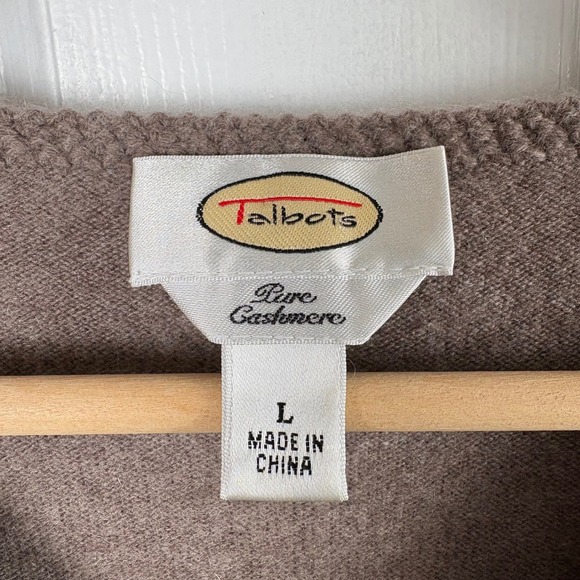 Talbots
Pure
Cashmere
L
MADE IN
CHINA